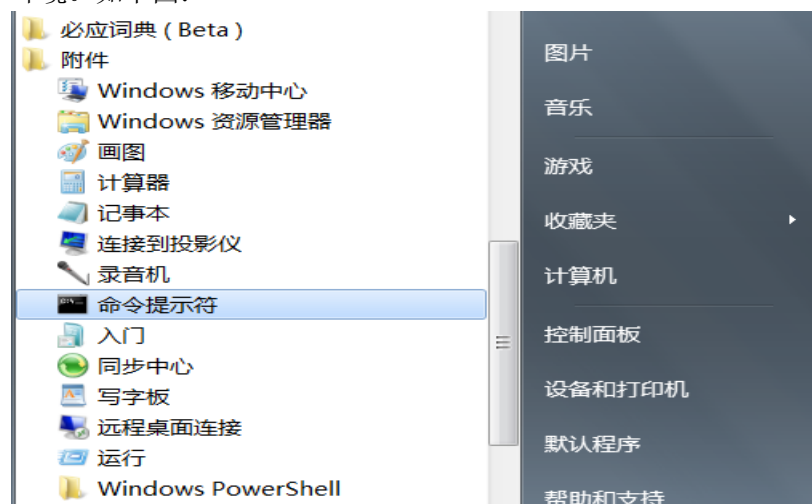 必应词典 ( Beta )
附件
Windows 移动中心
Windows 资源管理器
画图
计算器
记事本
连接到投影仪
录音机
命令提示符
入门
同步中心
写字板
远程桌面连接
运行
Windows PowerShell
图片
音乐
游戏
收藏夹
计算机
控制面板
设备和打印机
默认程序
帮助和支持